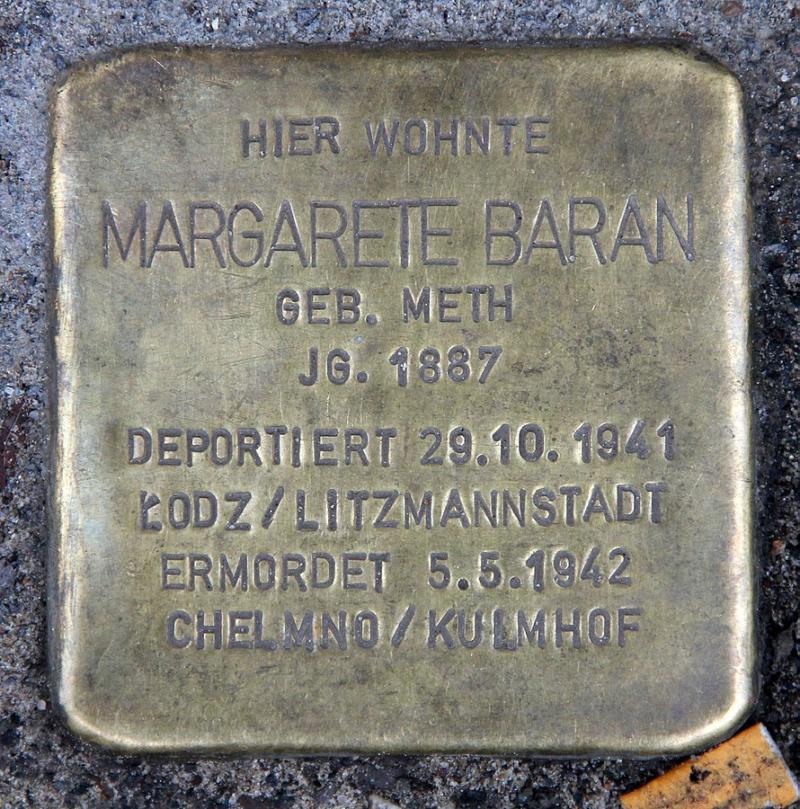 HIER WOHNTE
MARGARETE BARAN
GEB. METH
JG. 1887
DEPORTIERT 29.10.1941
ŁODZ/LITZMANNSTADT
ERMORDET 5.5.1942
CHELMNO/KULMHOF